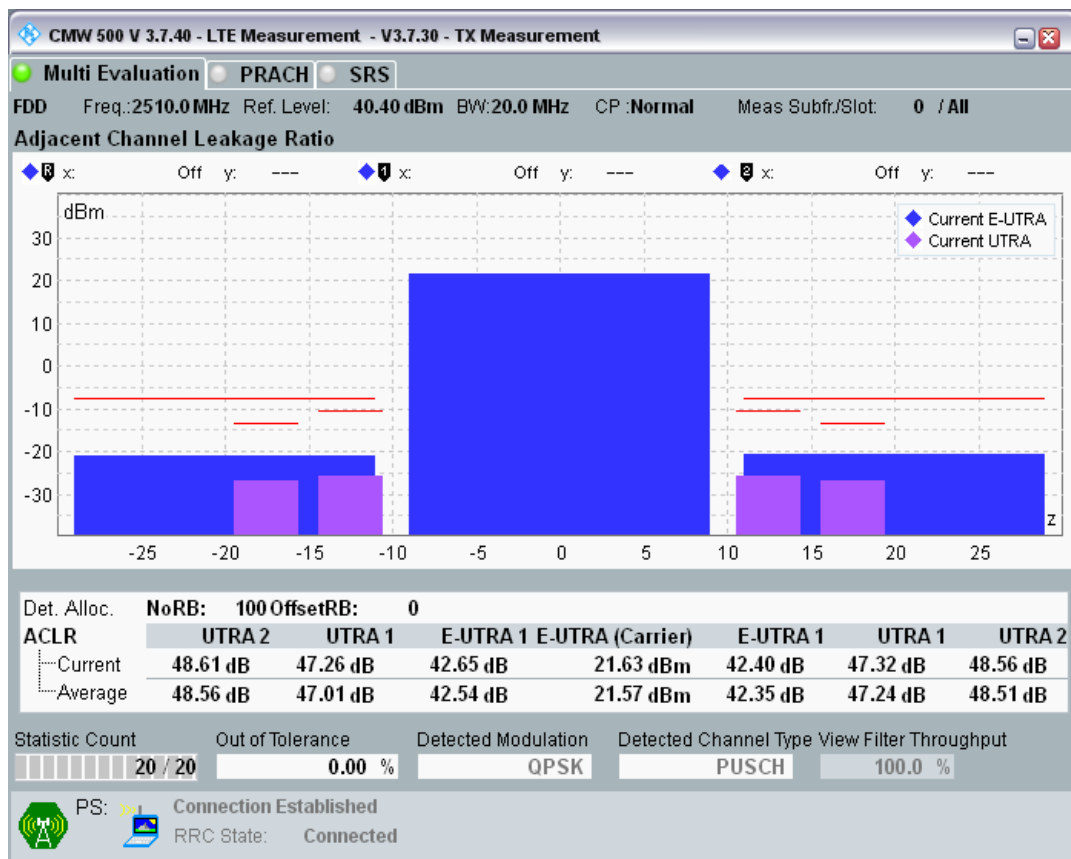 CMW 500 V 3.7.40 - LTE Measurement - V3.7.30 - TX Measurement
Multi Evaluation PRACH SRS
FDD Freq.:2510.0 MHz Ref. Level: 40.40 dBm BW:20.0 MHz CP :Normal Meas Subfr./Slot: 0 / All
Adjacent Channel Leakage Ratio
R x: Off y: --- 1 x: Off y: --- 2 x: Off y: ---
dBm
Current E-UTRA
Current UTRA
30
20
10
0
-10
-20
-30
z
-25 -20 -15 -10 -5 0 5 10 15 20 25
Det. Alloc. NoRB: 100 OffsetRB: 0
ACLR UTRA 2 UTRA 1 E-UTRA 1 E-UTRA (Carrier) E-UTRA 1 UTRA 1 UTRA 2
Current 48.61 dB 47.26 dB 42.65 dB 21.63 dBm 42.40 dB 47.32 dB 48.56 dB
Average 48.56 dB 47.01 dB 42.54 dB 21.57 dBm 42.35 dB 47.24 dB 48.51 dB
Statistic Count Out of Tolerance Detected Modulation Detected Channel Type View Filter Throughput
20 / 20 0.00 % QPSK PUSCH 100.0 %
PS: Connection Established
RRC State: Connected